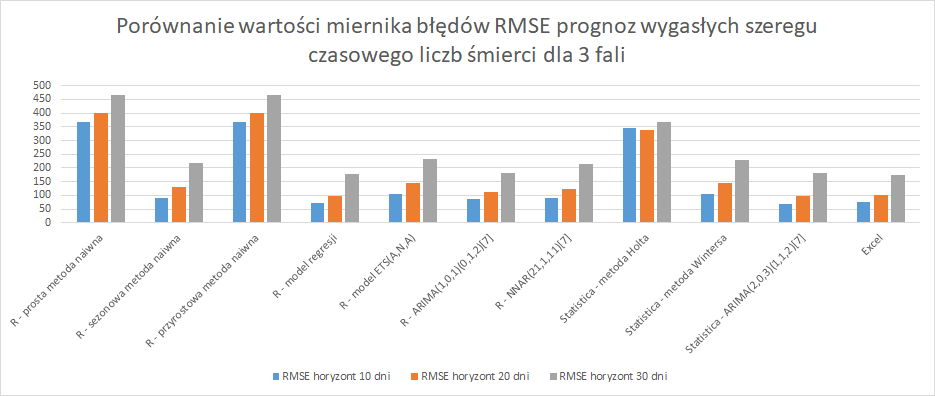 Porównanie wartości miernika błędów RMSE prognoz wygasłych szeregu
czasowego liczb śmierci dla 3 fali
500
450
400
350
300
250
200
150
100
50
0
R - prosta metoda naiwna
R - sezonowa metoda naiwna
R - przyrostowa metoda naiwna
R - model regresji
R - model ETS(A,N,A)
R - ARIMA(1,0,1)(0,1,2)[7]
R - NNAR(21,1,11)[7]
Statistica - metoda Holta
Statistica - metoda Wintersa
Statistica - ARIMA(2,0,3)(1,1,2)[7]
Excel
RMSE horyzont 10 dni
RMSE horyzont 20 dni
RMSE horyzont 30 dni